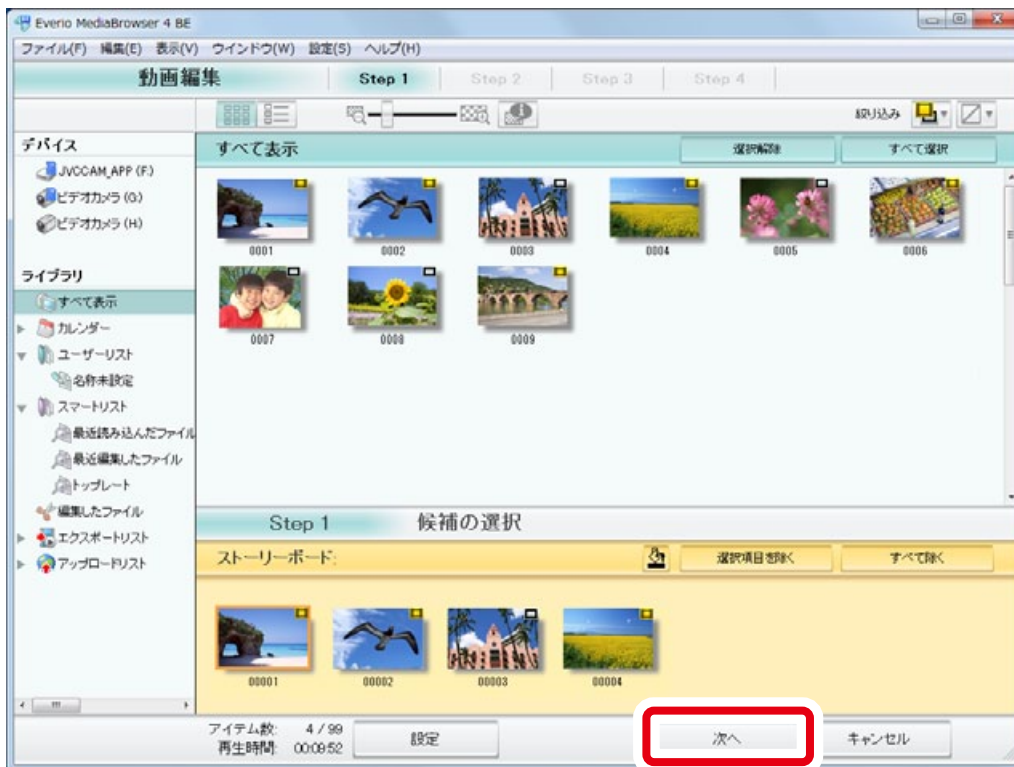 Everio MediaBrowser 4 BE
ファイル(F) 編集(E) 表示(V) ウインドウ(W) 設定(S) ヘルプ(H)
動画編集 Step 1 Step 2 Step 3 Step 4
絞り込み
デバイス
JVCCAM_APP (F:)
ビデオカメラ (G:)
ビデオカメラ (H:)
ライブラリ
すべて表示
カレンダー
ユーザーリスト
名称未設定
スマートリスト
最近読み込んだファイル
最近編集したファイル
トップレート
編集したファイル
エクスポートリスト
アップロードリスト
すべて表示 選択解除 すべて選択
0001 0002 0003 0004 0005 0006
0007 0008 0009
Step 1 候補の選択
ストーリーボード: 選択項目を除く すべて除く
00001 00002 00003 00004
アイテム数: 4 / 99
再生時間: 00:09:52
設定 次へ キャンセル